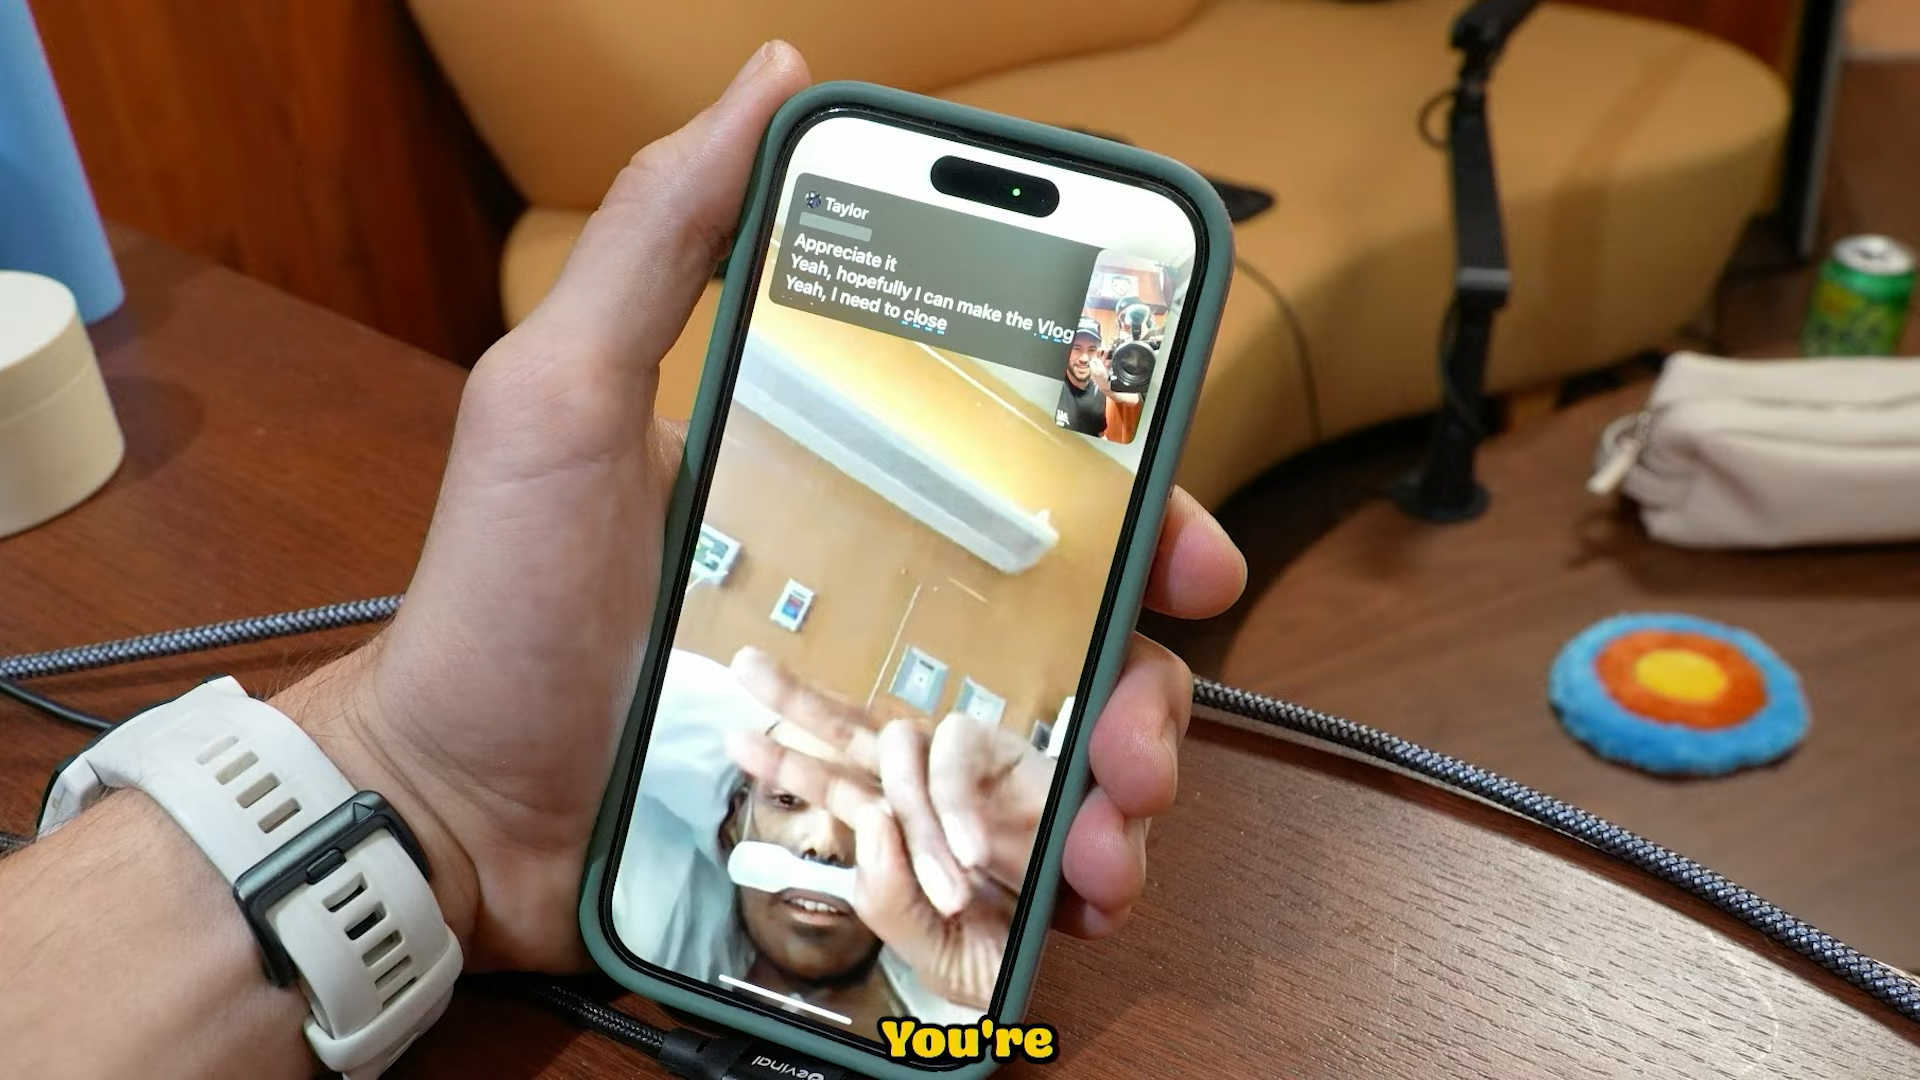 Taylor
Appreciate it
Yeah, hopefully I can make the Vlog
Yeah, I need to close
You're